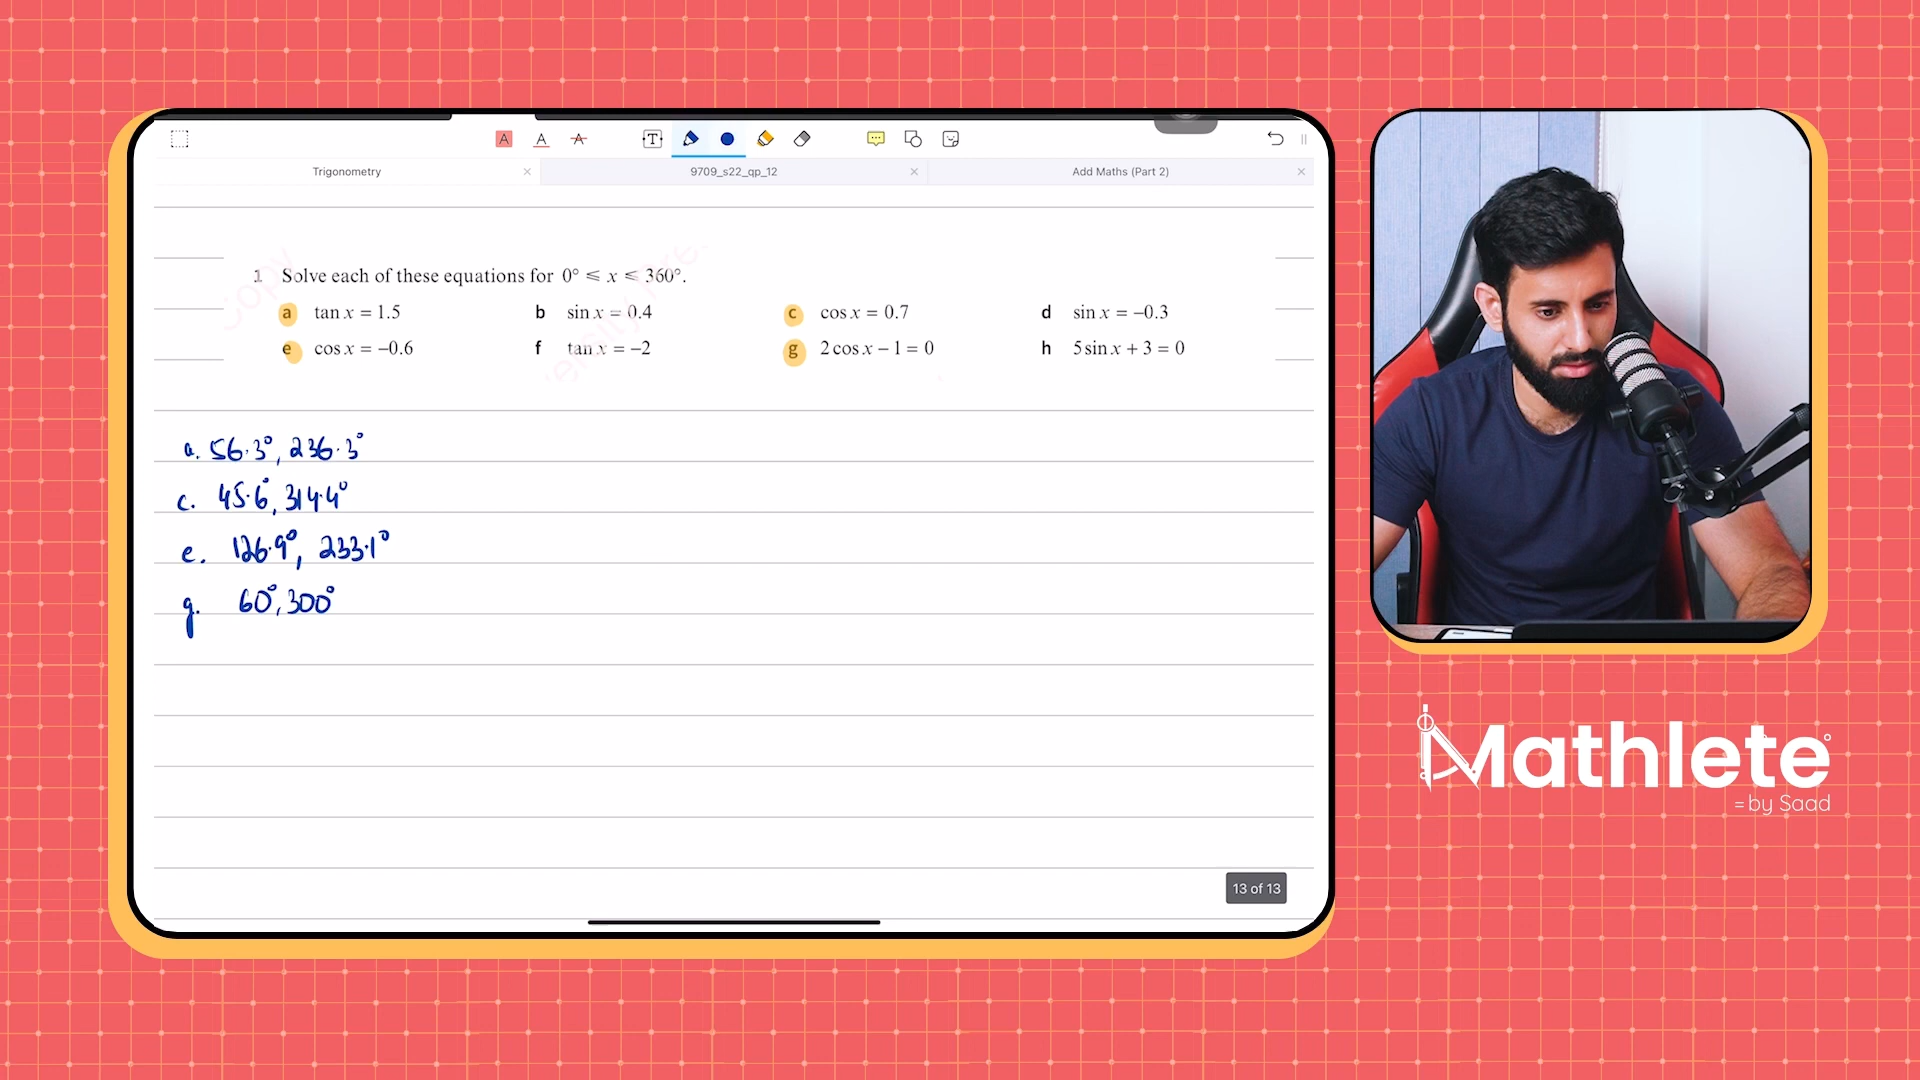 A A A T
Trigonometry 9709_s22_qp_12 Add Maths (Part 2)
1 Solve each of these equations for 0° ⩽ x ⩽ 360°.
a tan x = 1.5 b sin x = 0.4 c cos x = 0.7 d sin x = −0.3
e cos x = −0.6 f tan x = −2 g 2 cos x − 1 = 0 h 5 sin x + 3 = 0
a. 56.3°, 236.3°
c. 45.6°, 314.4°
e. 126.9°, 233.1°
g. 60°, 300°
13 of 13
Mathlete°
= by Saad